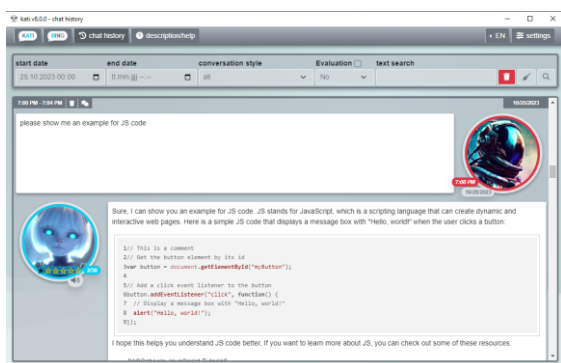 kati v8.0.0 - chat history
KATI DING chat history description/help EN settings
start date end date conversation style Evaluation text search
25.10.2023 00:00 tt.mm.jjjj --:-- all No
7:00 PM - 7:04 PM 10/25/2023
please show me an example for JS code
7:00 PM
10/25/2023
Sure, I can show you an example for JS code. JS stands for JavaScript, which is a scripting language that can create dynamic and
interactive web pages. Here is a simple JS code that displays a message box with "Hello, world!" when the user clicks a button:
1// This is a comment
2// Get the button element by its id
3var button = document.getElementById("myButton");
4
5// Add a click event listener to the button
6button.addEventListener("click", function() {
7 // Display a message box with "Hello, world!"
8 alert("Hello, world!");
9});
2/30
I hope this helps you understand JS code better. If you want to learn more about JS, you can check out some of these resources: